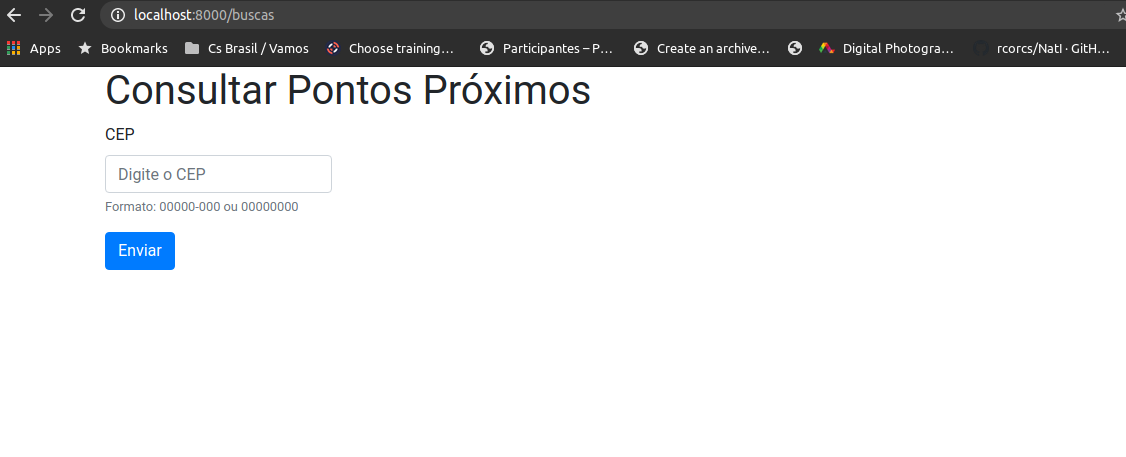 localhost:8000/buscas
Apps Bookmarks Cs Brasil / Vamos Choose training… Participantes – P… Create an archive… Digital Photogra… rcorcs/NatI · GitH…
Consultar Pontos Próximos
CEP
Digite o CEP
Formato: 00000-000 ou 00000000
Enviar